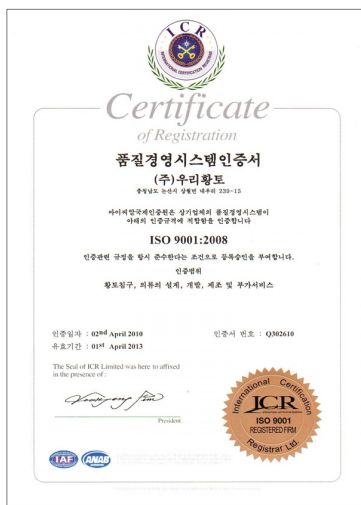 ICR
INTERNATIONAL CERTIFICATION REGISTRAR
Certificate
of Registration
품질경영시스템인증서
(주)우리황토
충청남도 논산시 상월면 대우리 239-15
아이씨알국제인증원은 상기업체의 품질경영시스템이
아래의 인증규격에 적합함을 인증합니다
ISO 9001:2008
인증관련 규정을 항시 준수한다는 조건으로 등록승인을 부여합니다.
인증범위
황토침구, 의류의 설계, 개발, 제조 및 부가서비스
인증일자 : 02nd April 2010
인증서 번호 : Q302610
유효기간 : 01st April 2013
The Seal of ICR Limited was here to affixed
in the presence of :
President
International Certification
ICR
ISO 9001
REGISTERED FIRM
Registrar Ltd.
IAF
ANAB